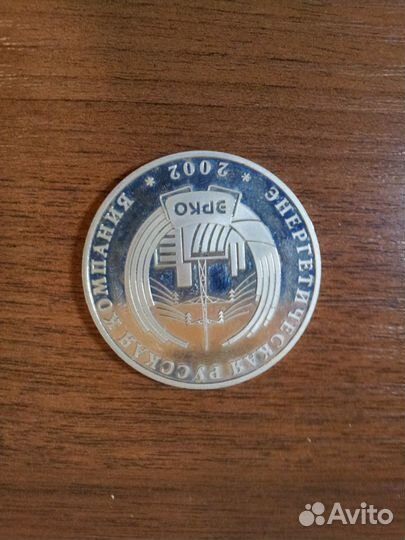 ЭНЕРГЕТИЧЕСКАЯ РУССКАЯ КОМПАНИЯ
* 2002 *
ЭРКО
Avito